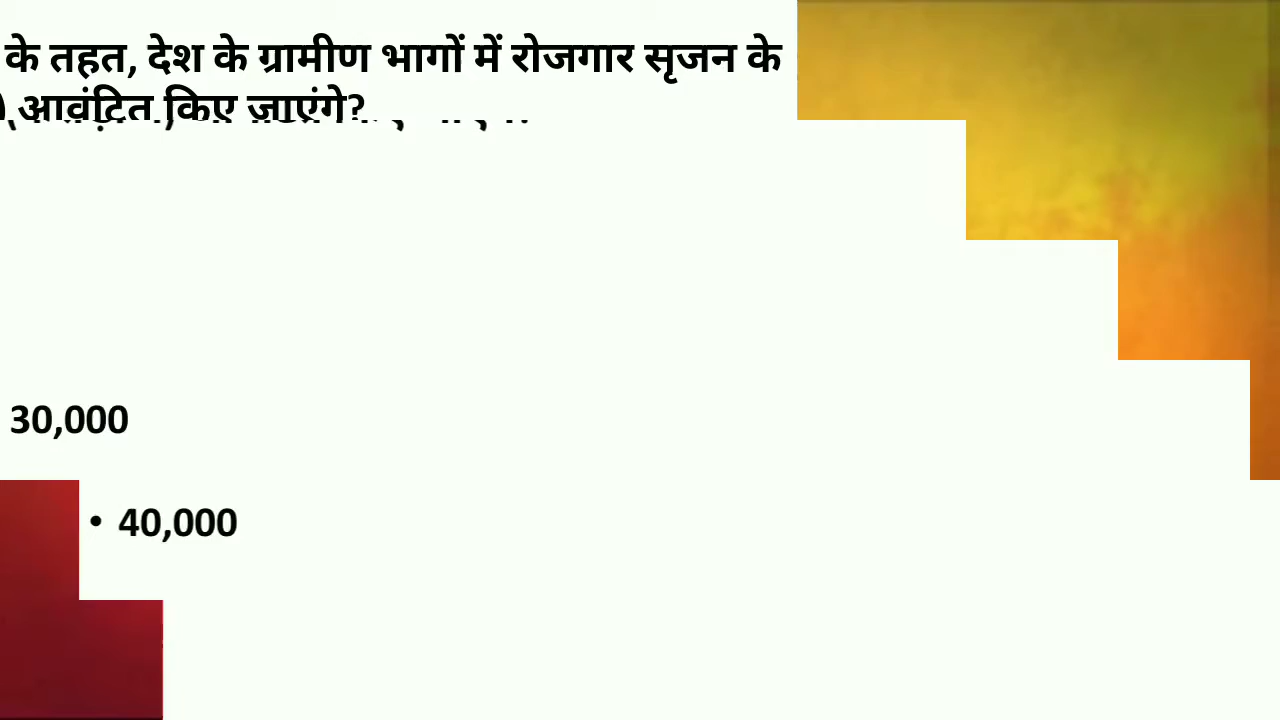 के तहत, देश के ग्रामीण भागों में रोजगार सृजन के
) आवंटित किए जाएंगे?
30,000
• 40,000